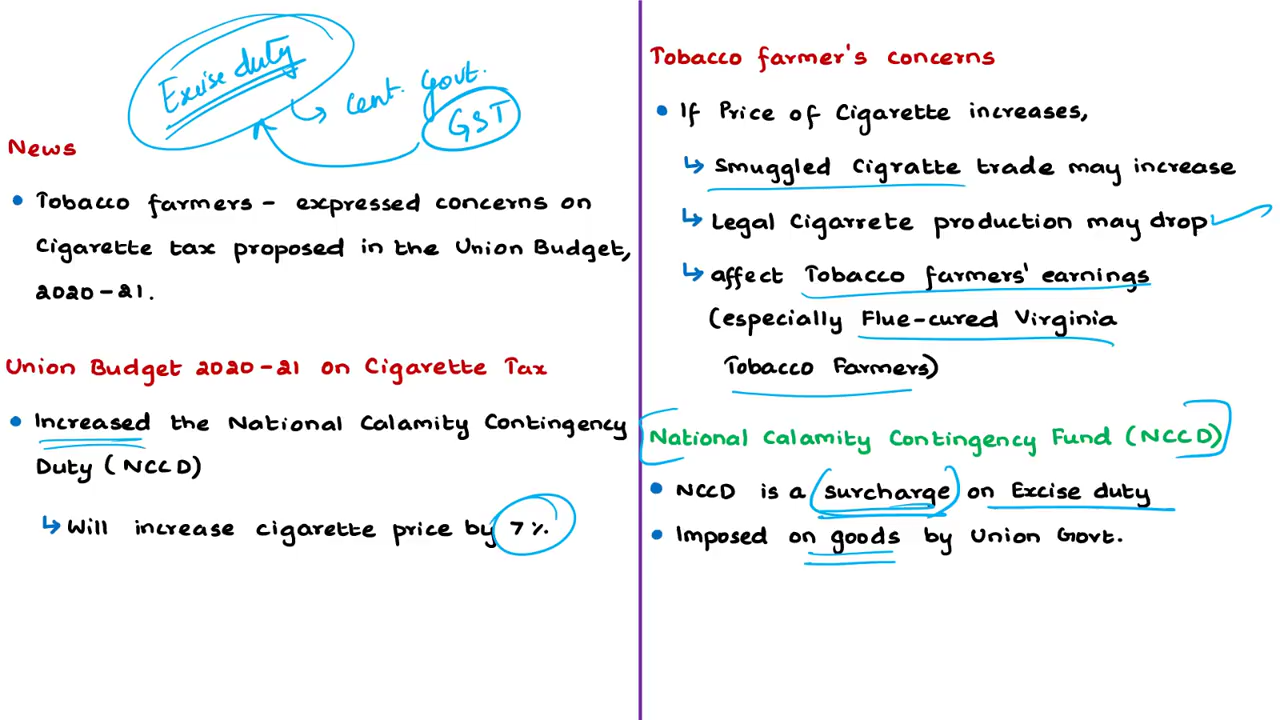 Excise duty
cent. Govt.
GST
News
• Tobacco farmers - expressed concerns on
Cigarette tax proposed in the Union Budget,
2020-21.
Union Budget 2020-21 on Cigarette Tax
• Increased the National Calamity Contingency
Duty (NCCD)
↳ Will increase cigarette price by 7%.
Tobacco farmer's concerns
• If Price of Cigarette increases,
↳ Smuggled Cigratte trade may increase
↳ Legal Cigarrete production may drop
↳ affect Tobacco farmers' earnings
(especially Flue-cured Virginia
Tobacco Farmers)
National Calamity Contingency Fund (NCCD)
• NCCD is a surcharge on Excise duty
• Imposed on goods by Union Govt.